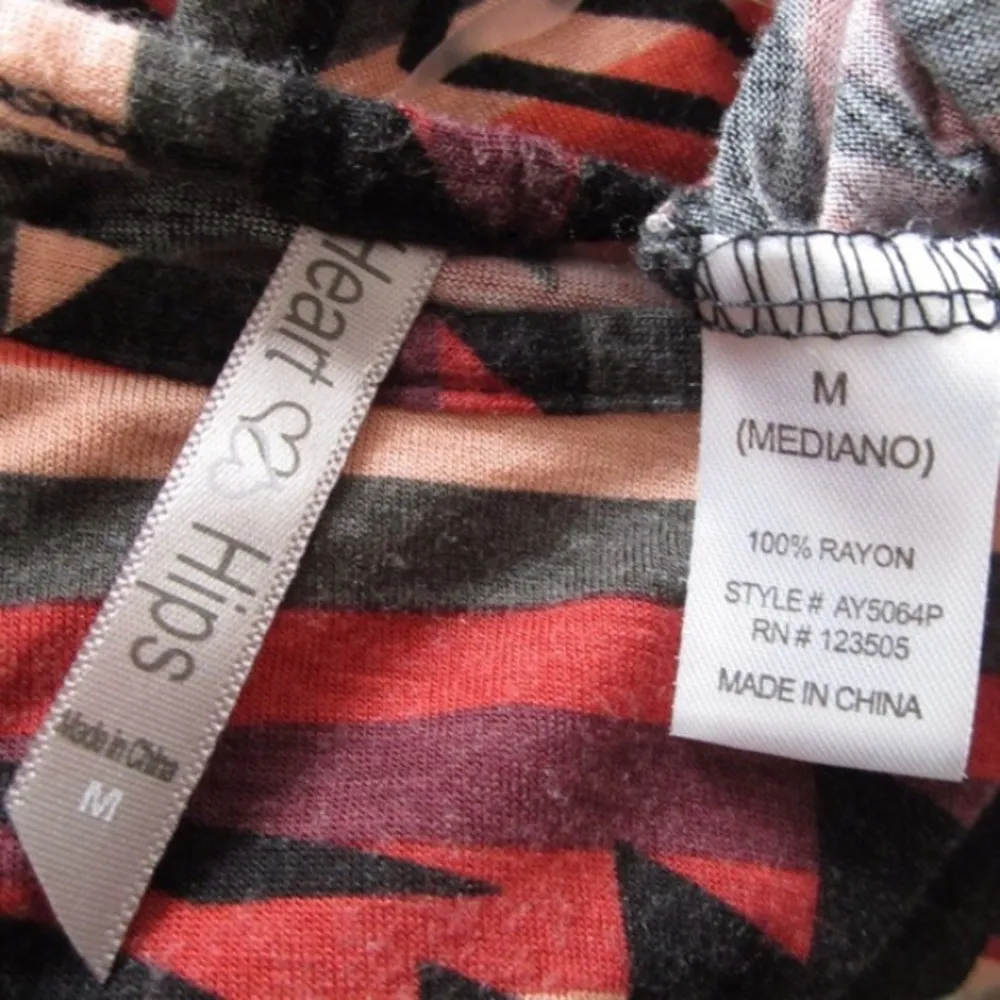 Heart Hips
Made in China
M
M
(MEDIANO)
100% RAYON
STYLE# AY5064P
RN# 123505
MADE IN CHINA